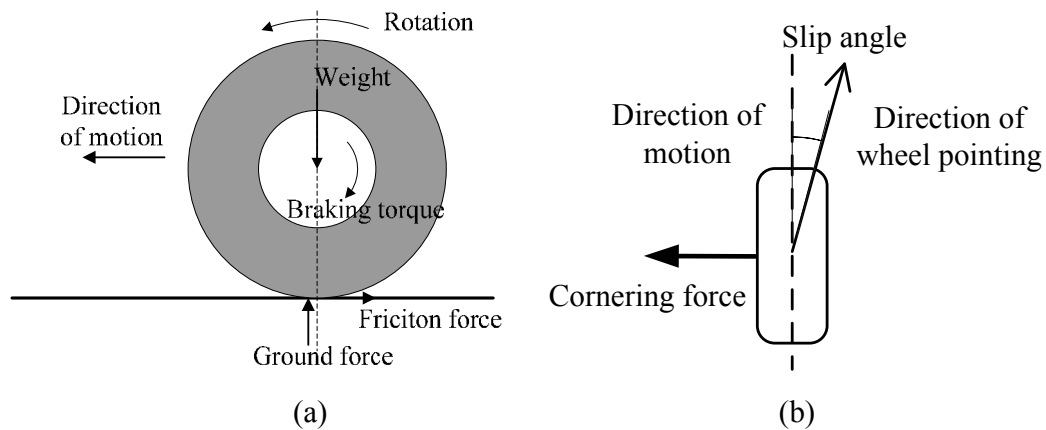 Rotation
Weight
Direction
of motion
Braking torque
Friciton force
Ground force
(a)
Slip angle
Direction of
motion
Direction of
wheel pointing
Cornering force
(b)